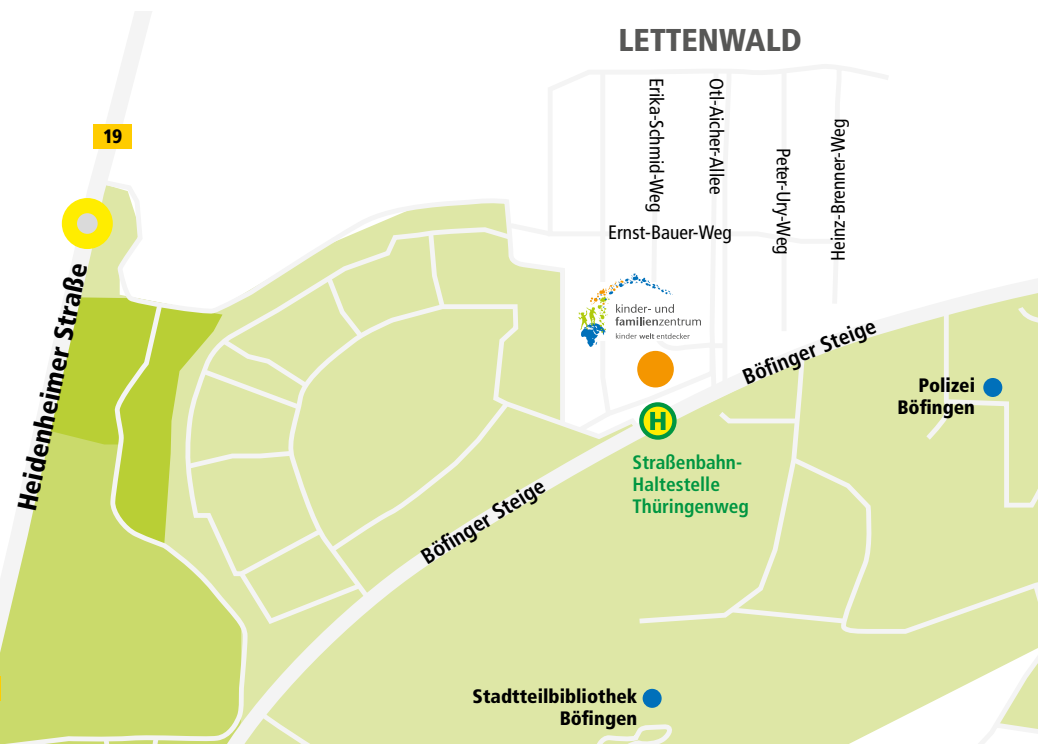 LETTENWALD
19
Erika-Schmid-Weg
Otl-Aicher-Allee
Peter-Ury-Weg
Heinz-Brenner-Weg
Ernst-Bauer-Weg
Heidenheimer Straße
kinder- und
familienzentrum
kinder welt entdecker
Böfinger Steige
Polizei
Böfingen
H
Straßenbahn-
Haltestelle
Thüringenweg
Böfinger Steige
Stadtteilbibliothek
Böfingen